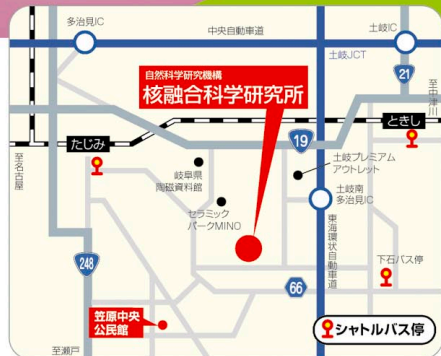 多治見IC
中央自動車道
土岐IC
土岐JCT
21
至中津川
自然科学研究機構
核融合科学研究所
たじみ
19
ときし
至名古屋
岐阜県
陶磁資料館
土岐プレミアム
アウトレット
セラミック
パークMINO
土岐南
多治見IC
東海環状自動車道
下石バス停
248
66
笠原中央
公民館
シャトルバス停
至瀬戸